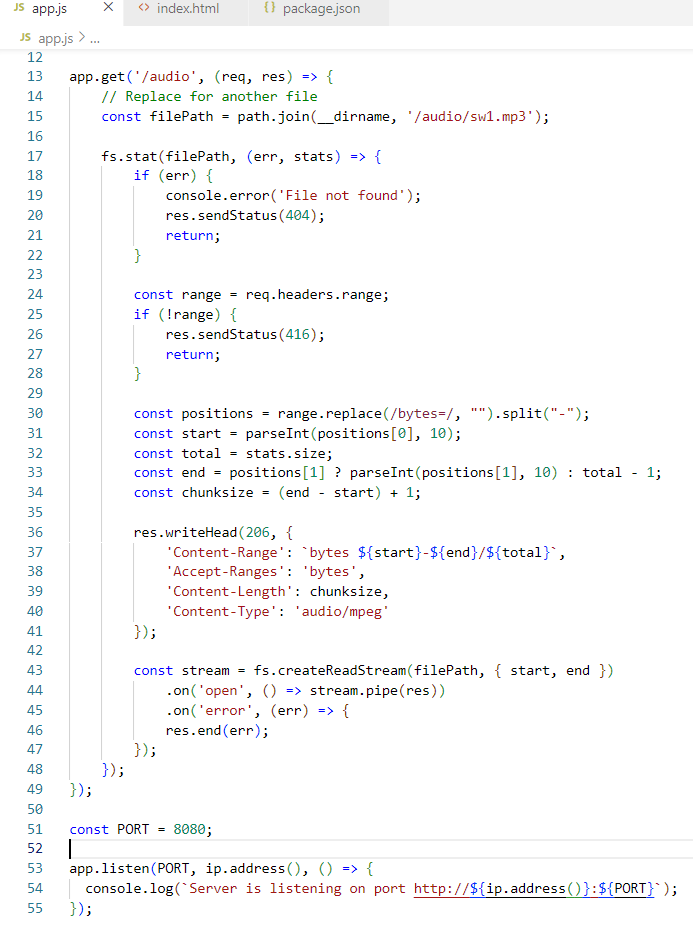 JS app.js × <> index.html {} package.json
JS app.js > ...
12
13 app.get('/audio', (req, res) => {
14     // Replace for another file
15     const filePath = path.join(__dirname, '/audio/sw1.mp3');
16
17     fs.stat(filePath, (err, stats) => {
18         if (err) {
19             console.error('File not found');
20             res.sendStatus(404);
21             return;
22         }
23
24         const range = req.headers.range;
25         if (!range) {
26             res.sendStatus(416);
27             return;
28         }
29
30         const positions = range.replace(/bytes=/, "").split("-");
31         const start = parseInt(positions[0], 10);
32         const total = stats.size;
33         const end = positions[1] ? parseInt(positions[1], 10) : total - 1;
34         const chunksize = (end - start) + 1;
35
36         res.writeHead(206, {
37             'Content-Range': `bytes ${start}-${end}/${total}`,
38             'Accept-Ranges': 'bytes',
39             'Content-Length': chunksize,
40             'Content-Type': 'audio/mpeg'
41         });
42
43         const stream = fs.createReadStream(filePath, { start, end })
44             .on('open', () => stream.pipe(res))
45             .on('error', (err) => {
46             res.end(err);
47         });
48     });
49 });
50
51 const PORT = 8080;
52
53 app.listen(PORT, ip.address(), () => {
54   console.log(`Server is listening on port http://${ip.address()}:${PORT}`);
55 });